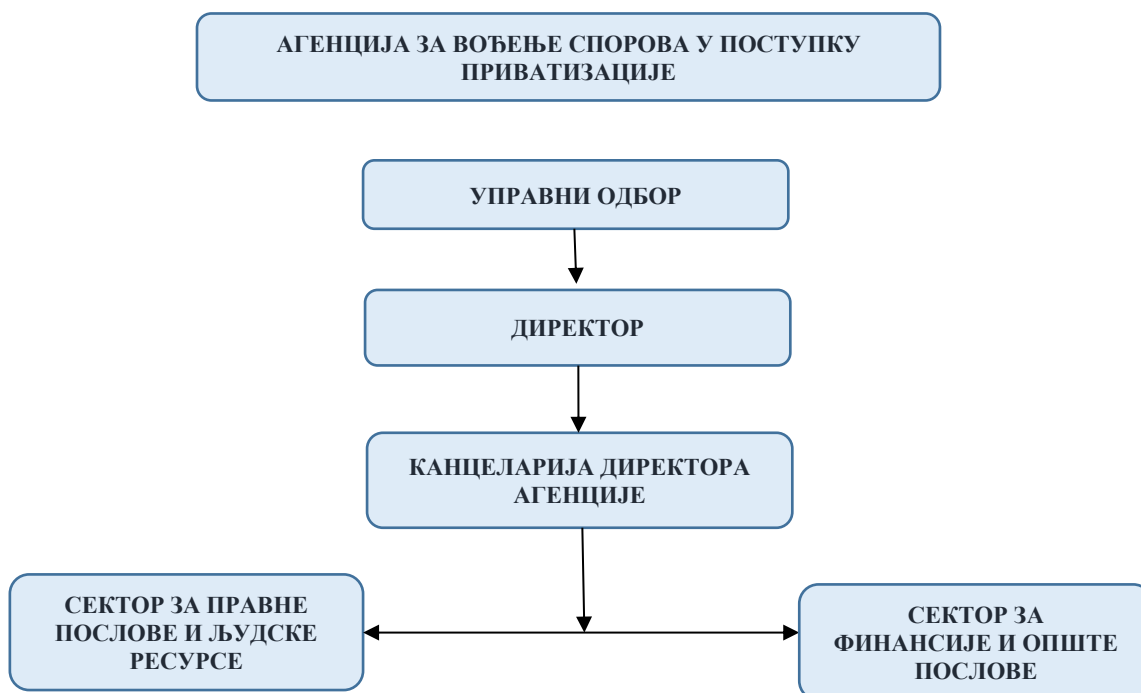 АГЕНЦИЈА ЗА ВОЂЕЊЕ СПОРОВА У ПОСТУПКУ
ПРИВАТИЗАЦИЈЕ
УПРАВНИ ОДБОР
ДИРЕКТОР
КАНЦЕЛАРИЈА ДИРЕКТОРА
АГЕНЦИЈЕ
СЕКТОР ЗА ПРАВНЕ
ПОСЛОВЕ И ЉУДСКЕ
РЕСУРСЕ
СЕКТОР ЗА
ФИНАНСИЈЕ И ОПШТЕ
ПОСЛОВЕ